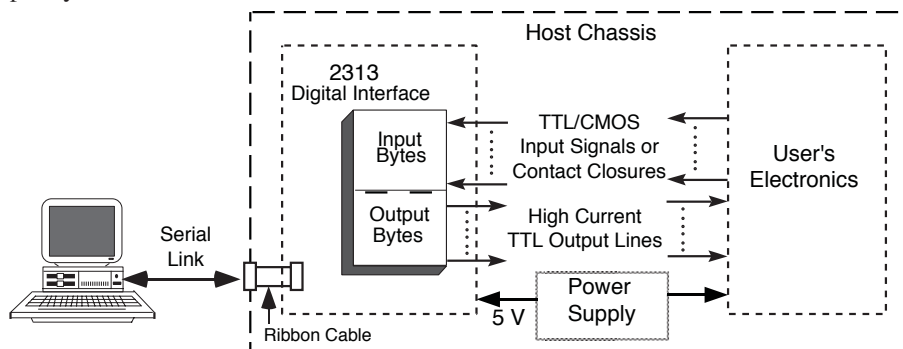 Host Chassis
2313
Digital Interface
Input
Bytes
Output
Bytes
TTL/CMOS
Input Signals or
Contact Closures
High Current
TTL Output Lines
User's
Electronics
Serial
Link
Ribbon Cable
5 V
Power
Supply